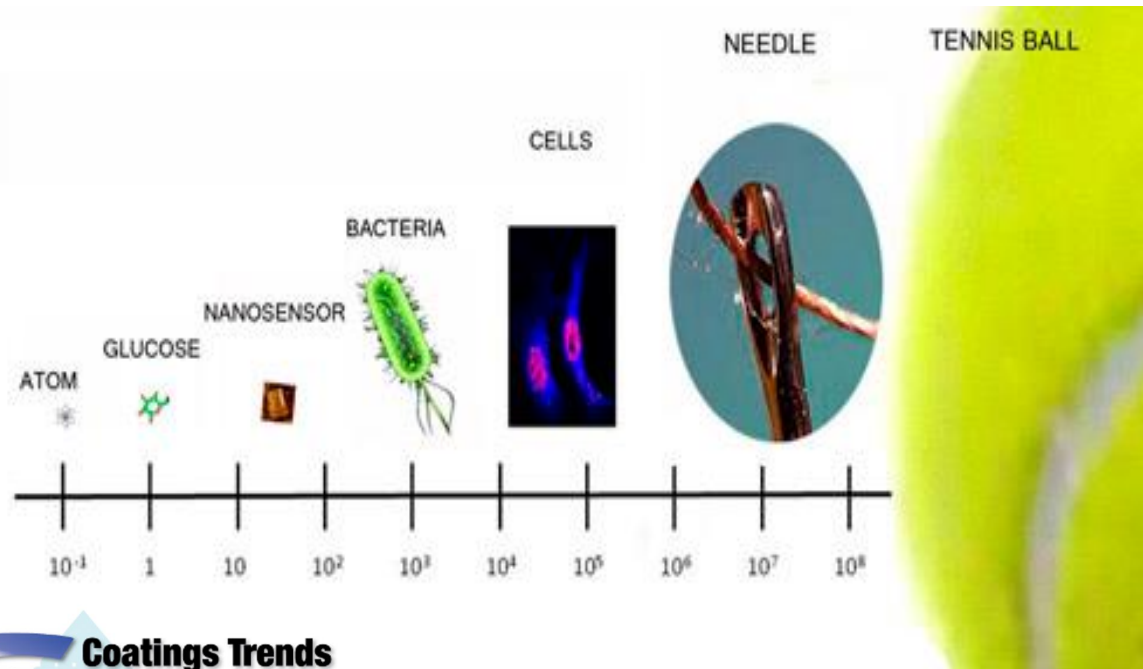 NEEDLE
TENNIS BALL
CELLS
BACTERIA
NANOSENSOR
GLUCOSE
ATOM
10⁻¹ 1 10 10² 10³ 10⁴ 10⁵ 10⁶ 10⁷ 10⁸
Coatings Trends